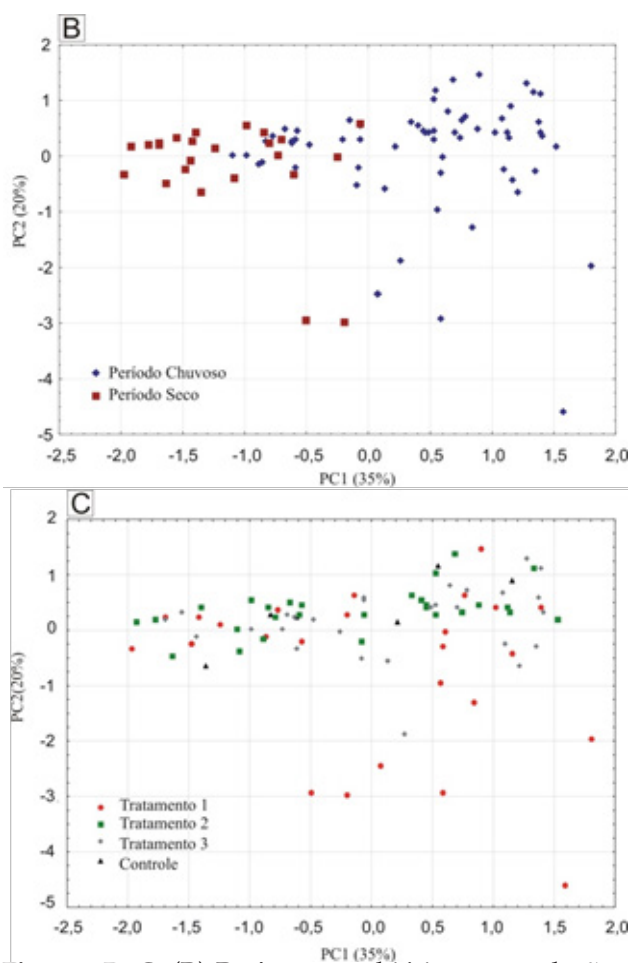 B
2
1
0
-1
-2
-3
-4
-5
PC2 (20%)
Período Chuvoso
Período Seco
-2,5 -2,0 -1,5 -1,0 -0,5 0,0 0,5 1,0 1,5 2,0
PC1 (35%)
C
2
1
0
-1
-2
-3
-4
-5
PC2(20%)
Tratamento 1
Tratamento 2
Tratamento 3
Controle
-2,5 -2,0 -1,5 -1,0 -0,5 0,0 0,5 1,0 1,5 2,0
PC1 (35%)